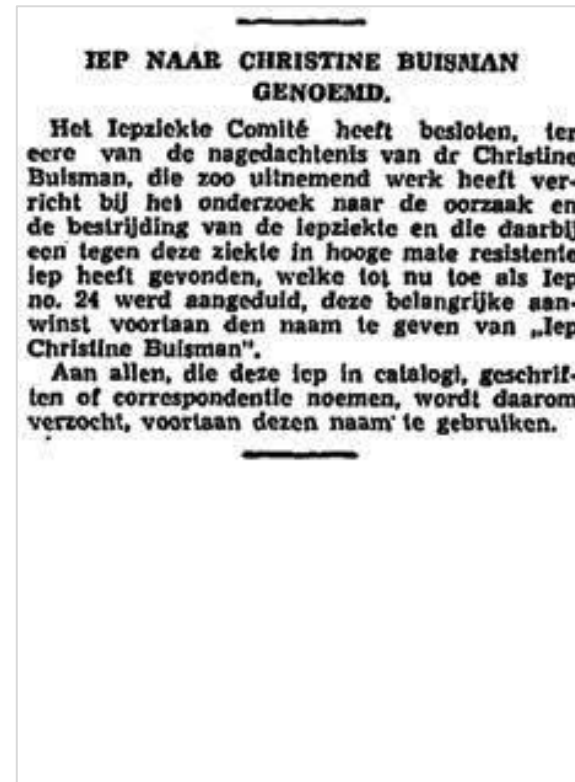 IEP NAAR CHRISTINE BUISMAN
GENOEMD.
Het Iepziekte Comité heeft besloten, ter
eere van de nagedachtenis van dr Christine
Buisman, die zoo uitnemend werk heeft ver-
richt bij het onderzoek naar de oorzaak en
de bestrijding van de iepziekte en die daarbij
een tegen deze ziekte in hooge mate resistente
iep heeft gevonden, welke tot nu toe als Iep
no. 24 werd aangeduid, deze belangrijke aan-
winst voortaan den naam te geven van „Iep
Christine Buisman".
Aan allen, die deze iep in catalogi, geschrif-
ten of correspondentie noemen, wordt daarom
verzocht, voortaan dezen naam te gebruiken.